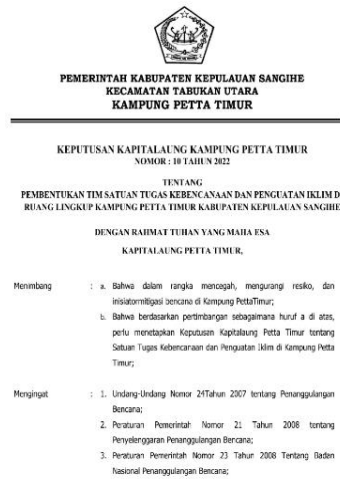 PEMERINTAH KABUPATEN KEPULAUAN SANGIHE
KECAMATAN TABUKAN UTARA
KAMPUNG PETTA TIMUR
KEPUTUSAN KAPITALAUNG KAMPUNG PETTA TIMUR
NOMOR : 10 TAHUN 2022
TENTANG
PEMBENTUKAN TIM SATUAN TUGAS KEBENCANAAN DAN PENGUATAN IKLIM D
RUANG LINGKUP KAMPUNG PETTA TIMUR KABUPATEN KEPULAUAN SANGIHE
DENGAN RAHMAT TUHAN YANG MAHA ESA
KAPITALAUNG PETTA TIMUR,
Menimbang : a. Bahwa dalam rangka mencegah, mengurangi resiko, dan
inisiatormitigasi bencana di Kampung PettaTimur;
b. Bahwa berdasarkan pertimbangan sebagaimana huruf a di atas,
perlu menetapkan Keputusan Kapitalaung Petta Timur tentang
Satuan Tugas Kebencanaan dan Penguatan Iklim di Kampung Petta
Timur;
Mengingat : 1. Undang-Undang Nomor 24Tahun 2007 tentang Penanggulangan
Bencana;
2. Peraturan Pemerintah Nomor 21 Tahun 2008 tentang
Penyelenggaran Penanggulangan Bencana;
3. Peraturan Pemerintah Nomor 23 Tahun 2008 Tentang Badan
Nasional Penanggulangan Bencana;